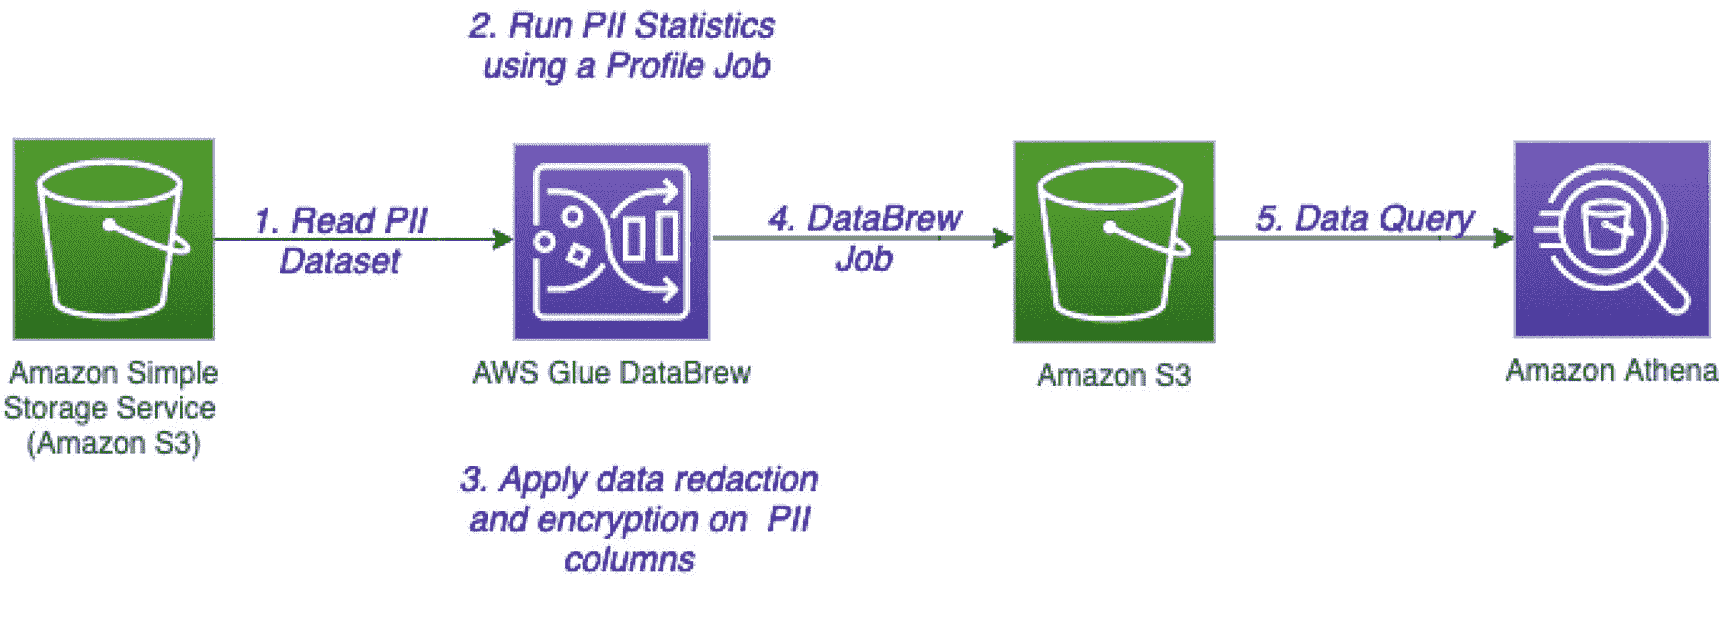 2. Run PII Statistics
using a Profile Job
1. Read PII
Dataset
4. DataBrew
Job
5. Data Query
Amazon Simple
Storage Service
(Amazon S3)
AWS Glue DataBrew
Amazon S3
Amazon Athena
3. Apply data redaction
and encryption on PII
columns